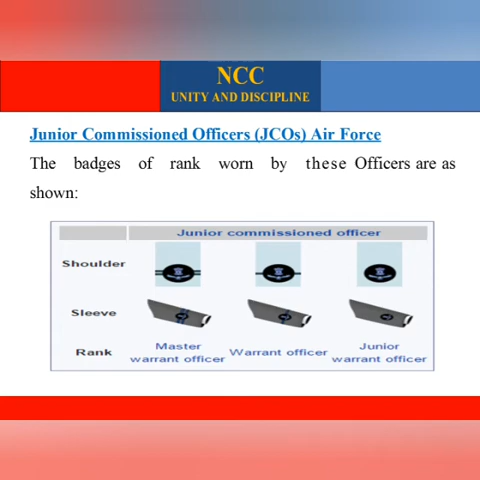 NCC
UNITY AND DISCIPLINE
Junior Commissioned Officers (JCOs) Air Force
The badges of rank worn by these Officers are as
shown:
Junior commissioned officer
Shoulder
Sleeve
Rank Master warrant officer Warrant officer Junior warrant officer